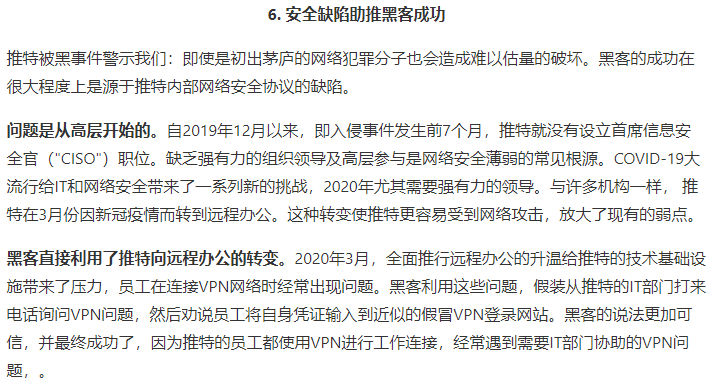 6. 安全缺陷助推黑客成功
推特被黑事件警示我们：即使是初出茅庐的网络犯罪分子也会造成难以估量的破坏。黑客的成功在
很大程度上是源于推特内部网络安全协议的缺陷。
问题是从高层开始的。自2019年12月以来，即入侵事件发生前7个月，推特就没有设立首席信息安
全官（"CISO"）职位。缺乏强有力的组织领导及高层参与是网络安全薄弱的常见根源。COVID-19大
流行给IT和网络安全带来了一系列新的挑战，2020年尤其需要强有力的领导。与许多机构一样， 推
特在3月份因新冠疫情而转到远程办公。这种转变使推特更容易受到网络攻击，放大了现有的弱点。
黑客直接利用了推特向远程办公的转变。2020年3月，全面推行远程办公的升温给推特的技术基础设
施带来了压力，员工在连接VPN网络时经常出现问题。黑客利用这些问题，假装从推特的IT部门打来
电话询问VPN问题，然后劝说员工将自身凭证输入到近似的假冒VPN登录网站。黑客的说法更加可
信，并最终成功了，因为推特的员工都使用VPN进行工作连接，经常遇到需要IT部门协助的VPN问
题，。